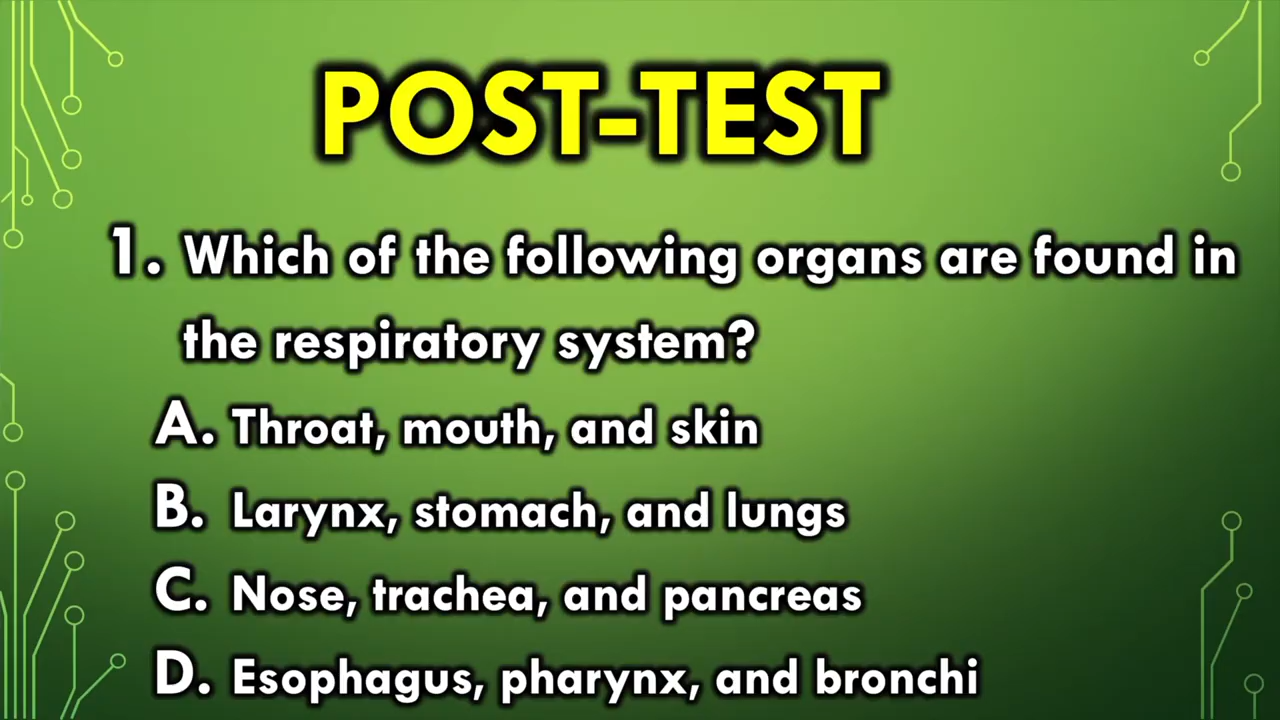 POST-TEST
1. Which of the following organs are found in
the respiratory system?
A. Throat, mouth, and skin
B. Larynx, stomach, and lungs
C. Nose, trachea, and pancreas
D. Esophagus, pharynx, and bronchi